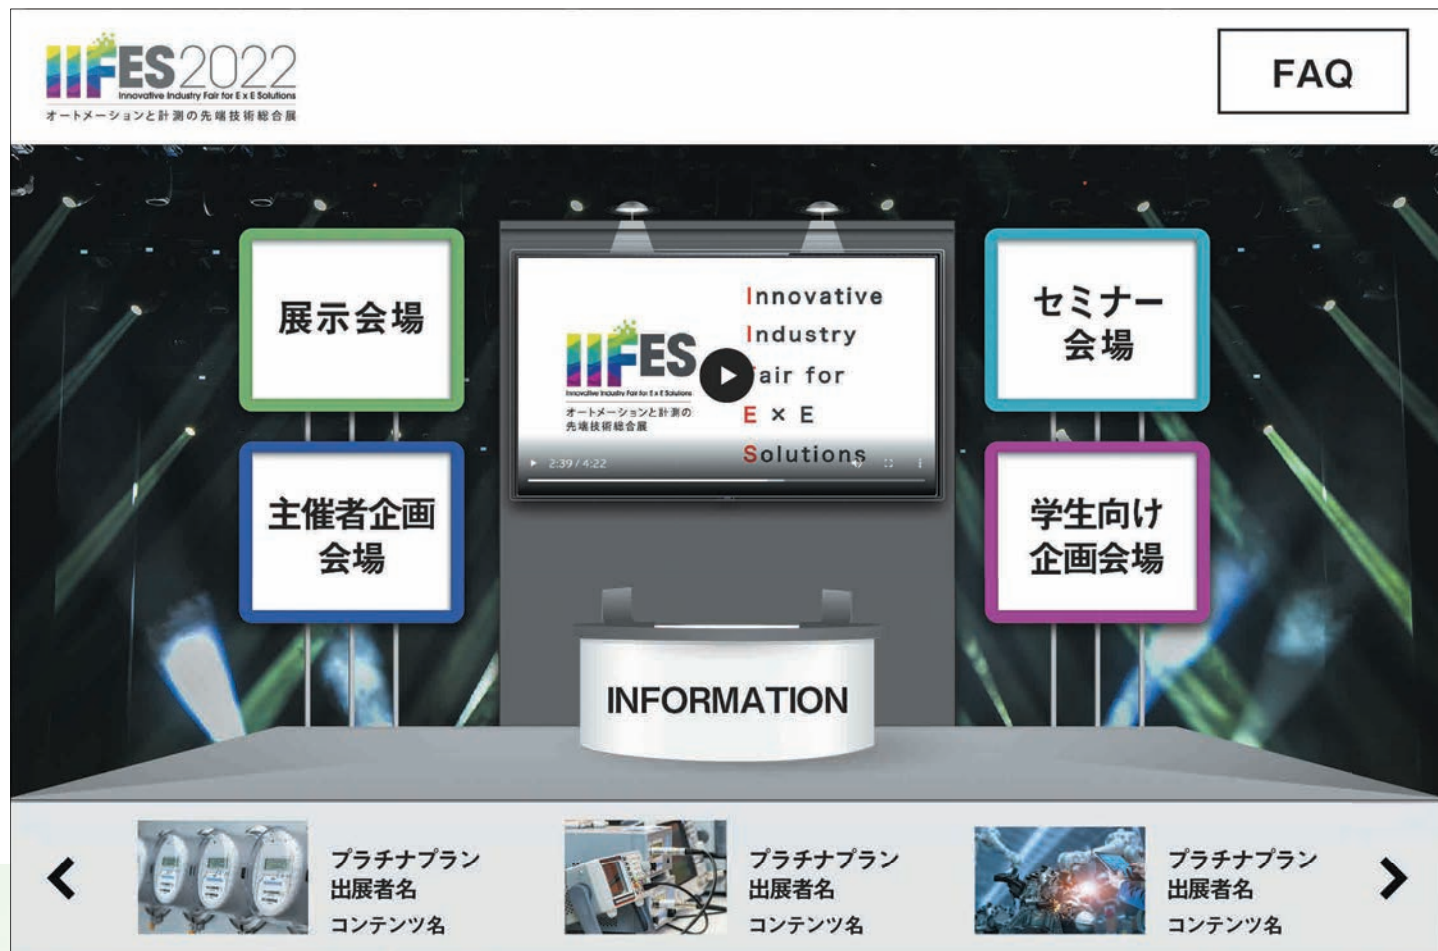 IIFES2022
Innovative Industry Fair for E x E Solutions
オートメーションと計測の先端技術総合展
FAQ
展示会場
主催者企画
会場
IIFES
Innovative Industry Fair for E x E Solutions
オートメーションと計測の
先端技術総合展
Innovative
Industry
air for
E × E
Solutions
2:39 / 4:22
セミナー
会場
学生向け
企画会場
INFORMATION
プラチナプラン
出展者名
コンテンツ名
プラチナプラン
出展者名
コンテンツ名
プラチナプラン
出展者名
コンテンツ名